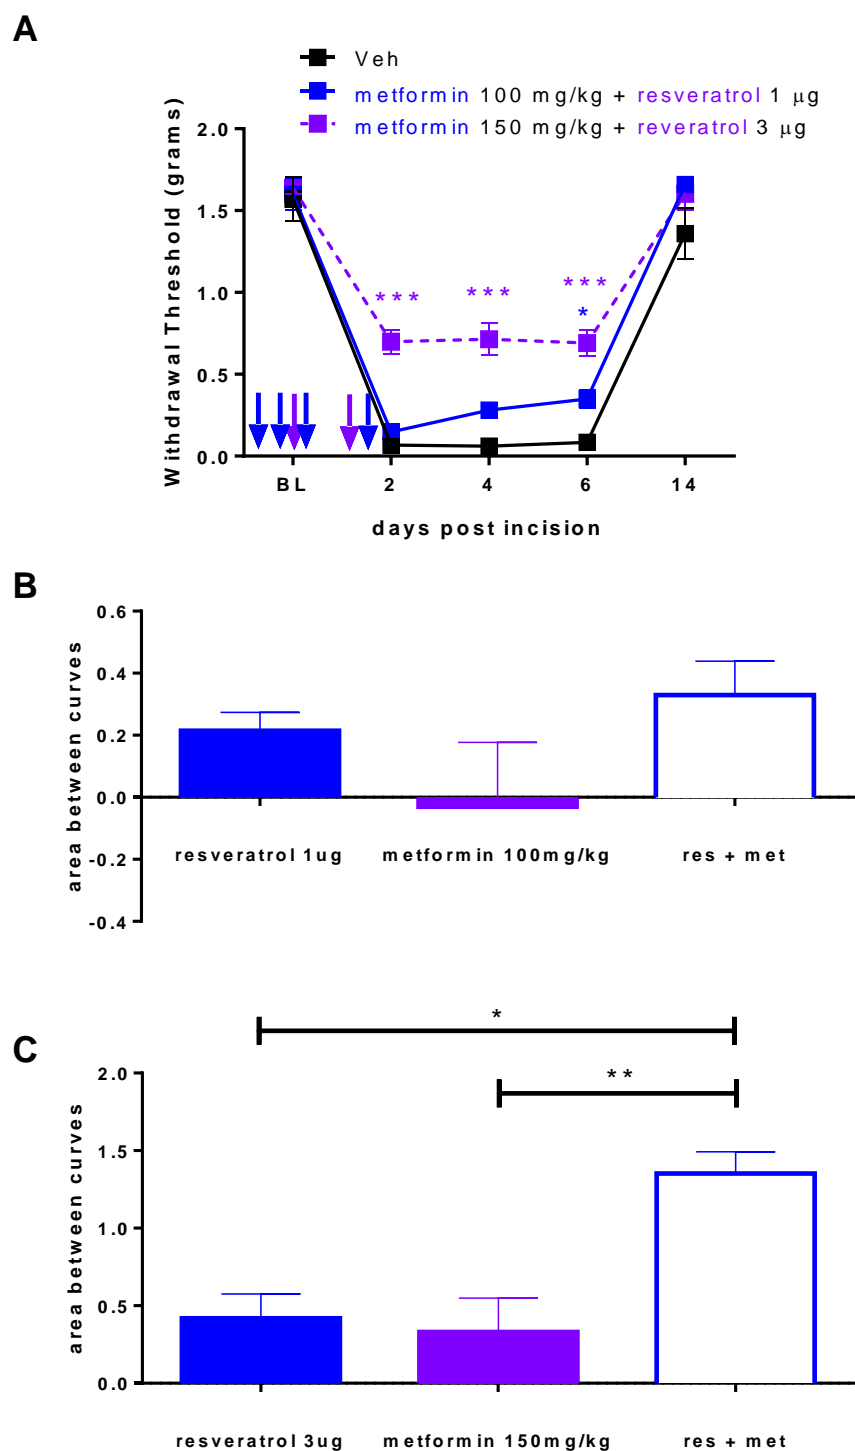 A
Veh
metformin 100 mg/kg + resveratrol 1 μg
metformin 150 mg/kg + reveratrol 3 μg
Withdrawal Threshold (grams)
2.0
1.5
1.0
0.5
0.0
***
***
***
*
BL
2
4
6
14
days post incision
B
area between curves
0.6
0.4
0.2
0.0
-0.2
-0.4
resveratrol 1ug
metformin 100mg/kg
res + met
C
*
**
area between curves
2.0
1.5
1.0
0.5
0.0
resveratrol 3ug
metformin 150mg/kg
res + met